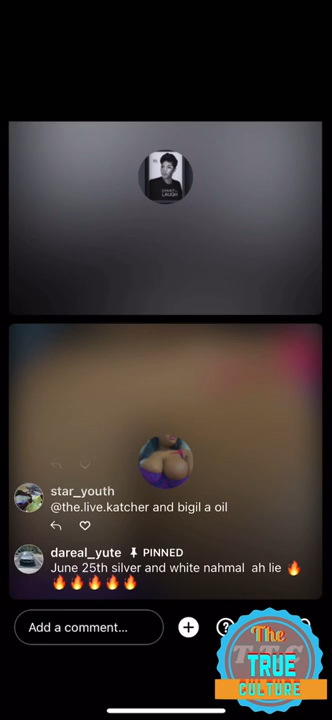 star_youth
@the.live.katcher and bigil a oil
dareal_yute PINNED
June 25th silver and white nahmal ah lie 🔥
🔥🔥🔥🔥🔥
Add a comment...
The
TTC
TRUE
CULTURE